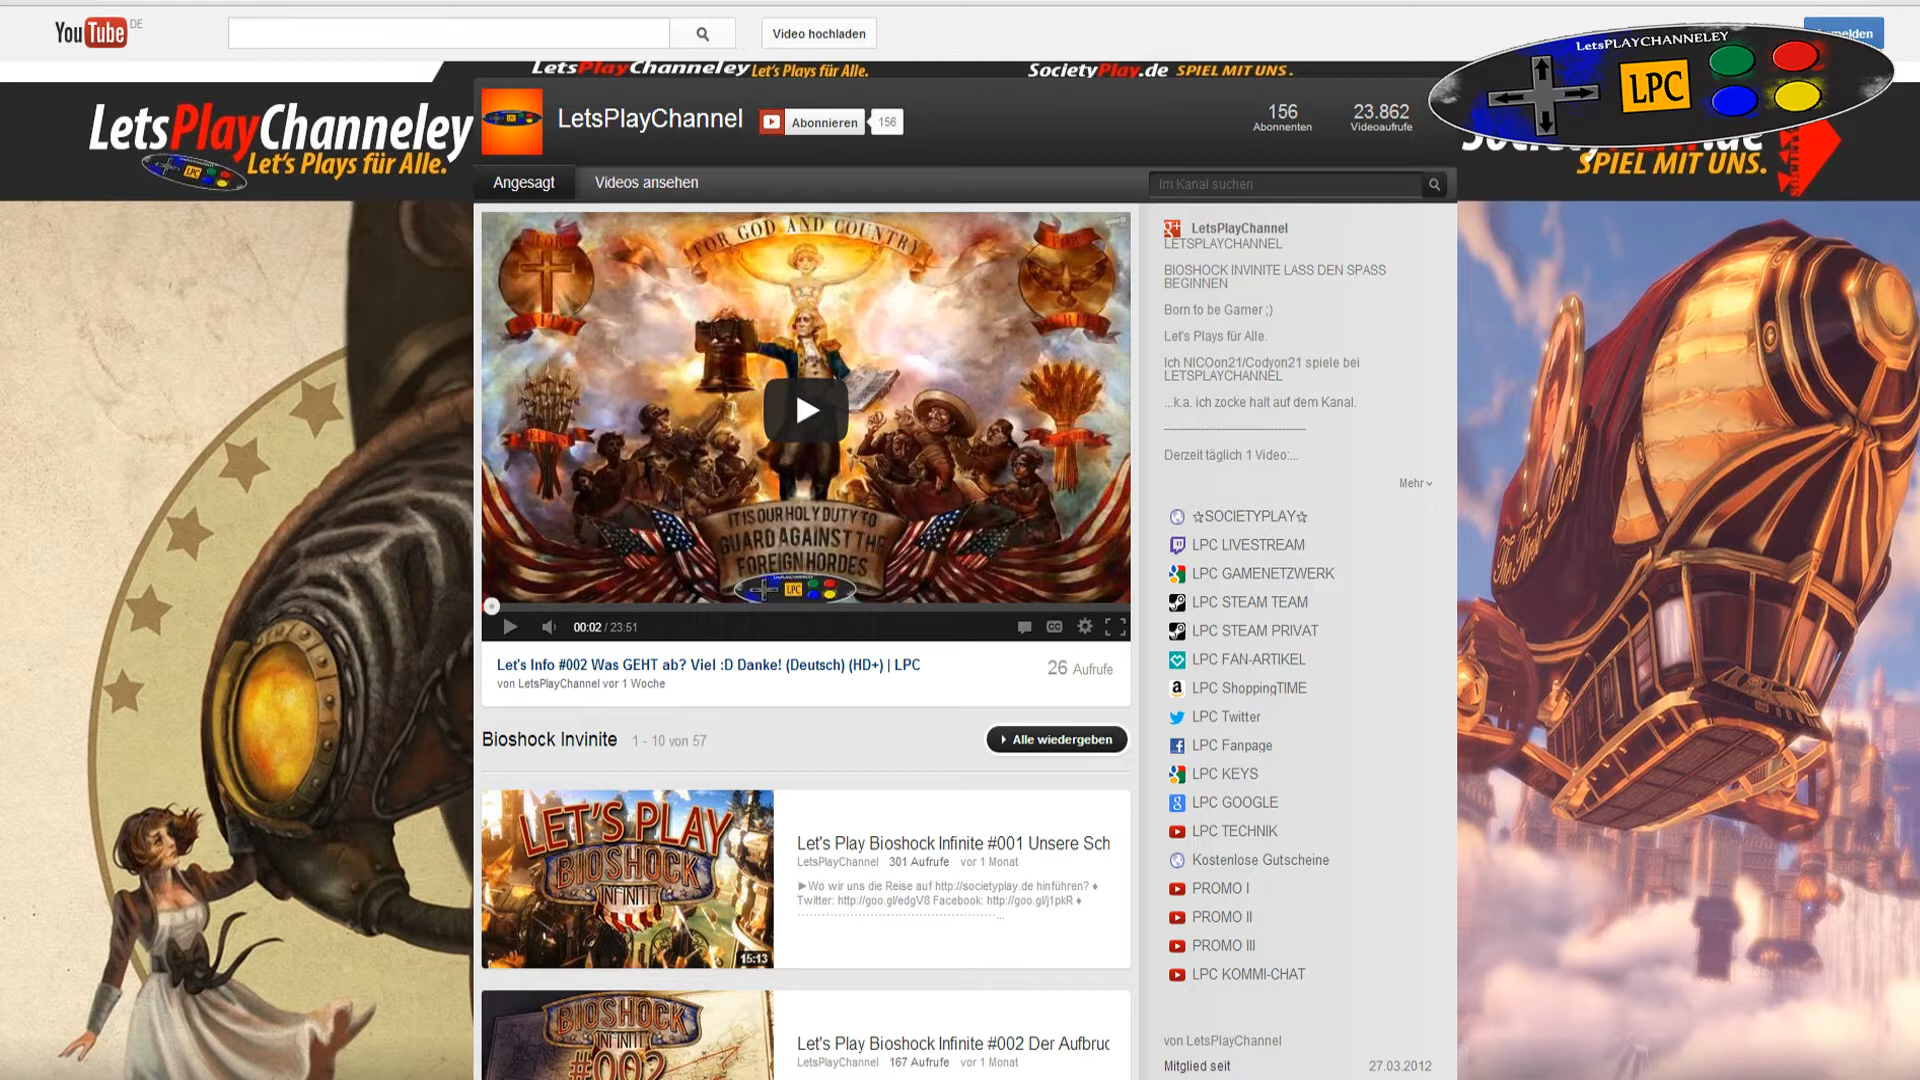 YouTube DE
Video hochladen
LetsPLAYCHANNELEY
LPC
LetsPlayChanneley Let's Plays für Alle.
SocietyPlay.de SPIEL MIT UNS.
LetsPlayChanneley
Let's Plays für Alle.
LPC
LetsPlayChannel
Abonnieren
156
156
Abonnenten
23.862
Videoaufrufe
SPIEL MIT UNS.
Angesagt
Videos ansehen
Im Kanal suchen
FOR GOD AND COUNTRY
IT IS OUR HOLY DUTY TO
GUARD AGAINST THE
FOREIGN HORDES
LPC
00:02 / 23:51
Let's Info #002 Was GEHT ab? Viel :D Danke! (Deutsch) (HD+) | LPC
von LetsPlayChannel vor 1 Woche
26 Aufrufe
Bioshock Invinite 1 - 10 von 57
Alle wiedergeben
LET'S PLAY
BIOSHOCK
INFINITE
15:13
Let's Play Bioshock Infinite #001 Unsere Sch
LetsPlayChannel 301 Aufrufe vor 1 Monat
►Wo wir uns die Reise auf http://societyplay.de hinführen? ♦
Twitter: http://goo.gl/edgV8 Facebook: http://goo.gl/j1pkR ♦
BIOSHOCK
INFINITE
#002
Let's Play Bioshock Infinite #002 Der Aufbruc
LetsPlayChannel 167 Aufrufe vor 1 Monat
LetsPlayChannel
LETSPLAYCHANNEL
BIOSHOCK INVINITE LASS DEN SPASS
BEGINNEN
Born to be Gamer ;)
Let's Plays für Alle.
Ich NICOon21/Codyon21 spiele bei
LETSPLAYCHANNEL
...k.a. ich zocke halt auf dem Kanal.
------------------------------------
Derzeit täglich 1 Video:...
Mehr
☆SOCIETYPLAY☆
LPC LIVESTREAM
LPC GAMENETZWERK
LPC STEAM TEAM
LPC STEAM PRIVAT
LPC FAN-ARTIKEL
LPC ShoppingTIME
LPC Twitter
LPC Fanpage
LPC KEYS
LPC GOOGLE
LPC TECHNIK
Kostenlose Gutscheine
PROMO I
PROMO II
PROMO III
LPC KOMMI-CHAT
von LetsPlayChannel
Mitglied seit 27.03.2012